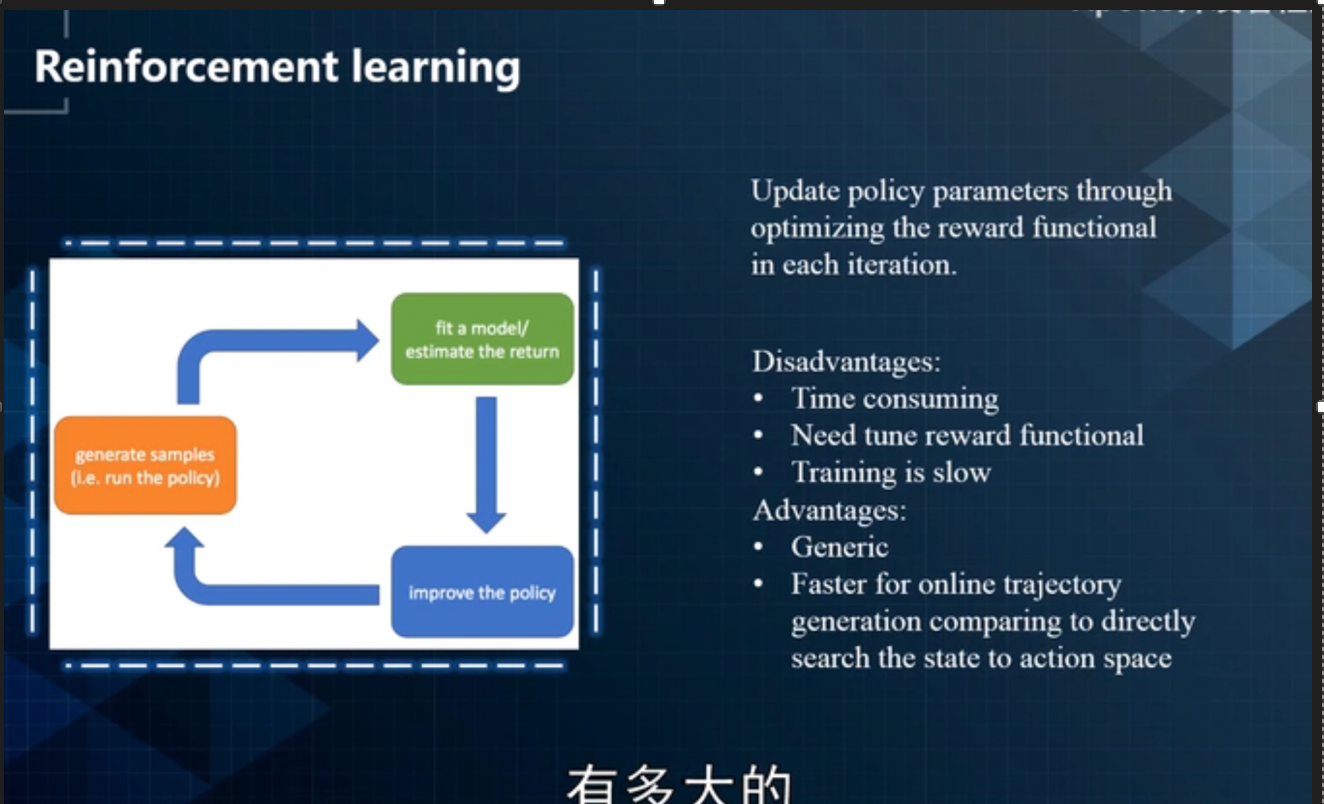 Reinforcement learning
Update policy parameters through
optimizing the reward functional
in each iteration.
fit a model/
estimate the return
generate samples
(i.e. run the policy)
improve the policy
Disadvantages:
• Time consuming
• Need tune reward functional
• Training is slow
Advantages:
• Generic
• Faster for online trajectory
generation comparing to directly
search the state to action space
有多大的